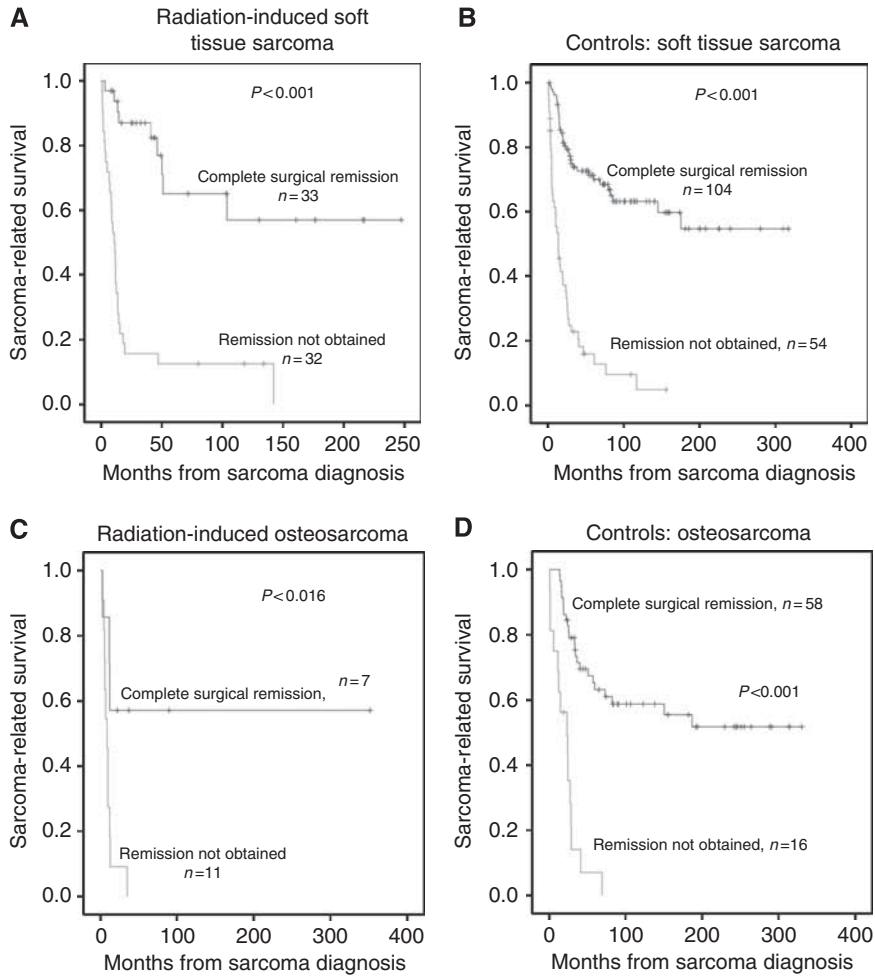 A
Radiation-induced soft
tissue sarcoma
Sarcoma-related survival
1.0
0.8
0.6
0.4
0.2
0.0
P<0.001
Complete surgical remission
n=33
Remission not obtained
n=32
0 50 100 150 200 250
Months from sarcoma diagnosis
B
Controls: soft tissue sarcoma
Sarcoma-related survival
1.0
0.8
0.6
0.4
0.2
0.0
P<0.001
Complete surgical remission
n=104
Remission not obtained, n=54
0 100 200 300 400
Months from sarcoma diagnosis
C
Radiation-induced osteosarcoma
Sarcoma-related survival
1.0
0.8
0.6
0.4
0.2
0.0
P<0.016
n=7
Complete surgical remission,
Remission not obtained
n=11
0 100 200 300 400
Months from sarcoma diagnosis
D
Controls: osteosarcoma
Sarcoma-related survival
1.0
0.8
0.6
0.4
0.2
0.0
Complete surgical remission, n=58
P<0.001
Remission not obtained, n=16
0 100 200 300 400
Months from sarcoma diagnosis